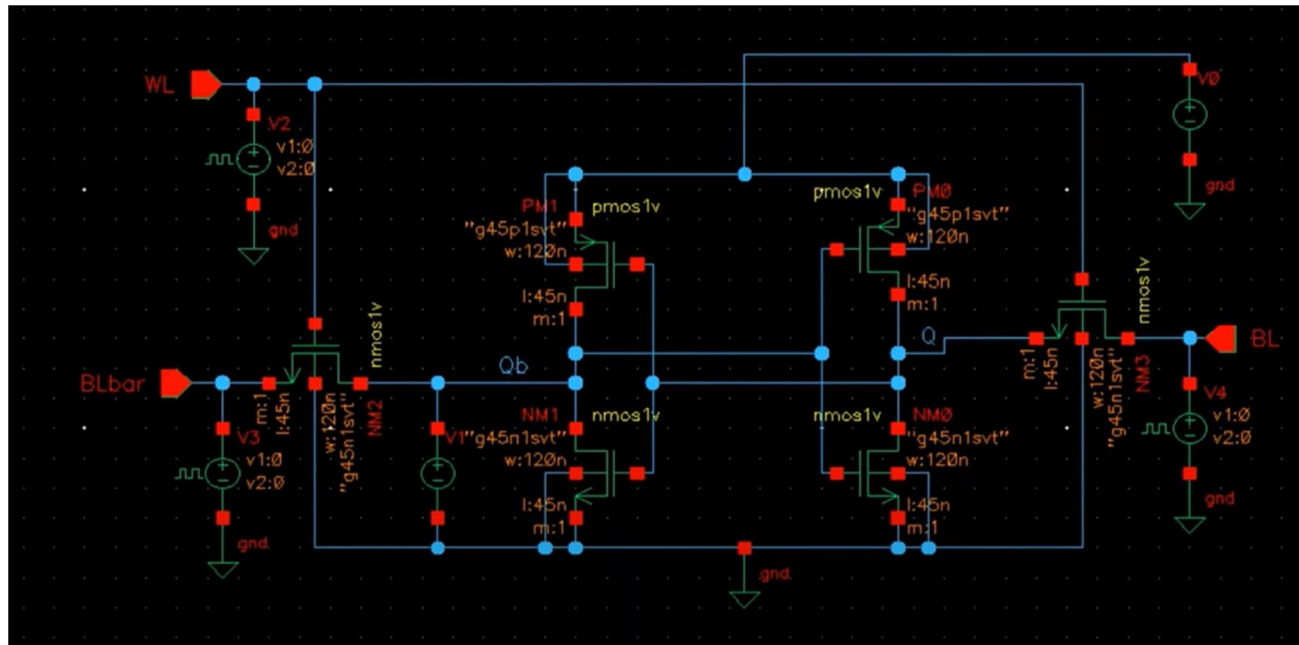 WL
V2
v1:0
v2:0
gnd
V0
gnd
PM1
pmos1v
"g45p1svt"
w:120n
l:45n
m:1
pmos1v
PM0
"g45p1svt"
w:120n
l:45n
m:1
nmos1v
m:1
l:45n
w:120n
"g45n1svt"
NM3
BL
V4
v1:0
v2:0
gnd
Q
Qb
BLbar
nmos1v
m:1
l:45n
w:120n
"g45n1svt"
NM2
V3
v1:0
v2:0
gnd
V1
NM1
nmos1v
"g45n1svt"
w:120n
l:45n
m:1
nmos1v
NM0
"g45n1svt"
w:120n
l:45n
m:1
gnd